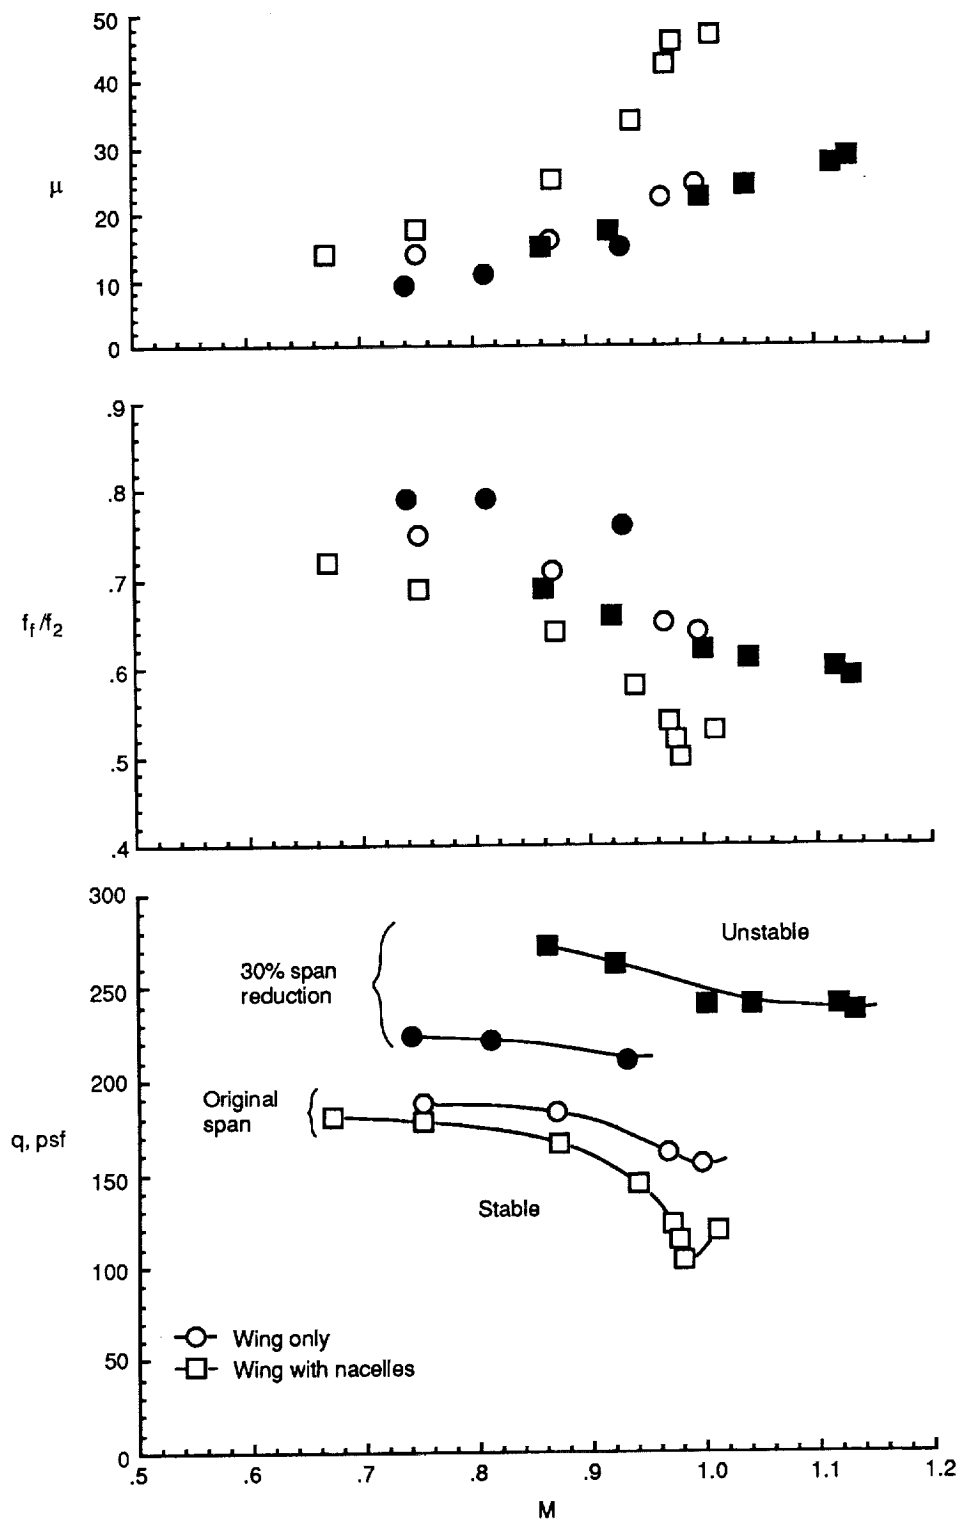 50
40
30
μ
20
10
0
.9
.8
.7
f_f/f_2
.6
.5
.4
300
Unstable
30% span
reduction
250
200
Original
span
q, psf
150
Stable
100
Wing only
50
Wing with nacelles
0
.5 .6 .7 .8 .9 1.0 1.1 1.2
M